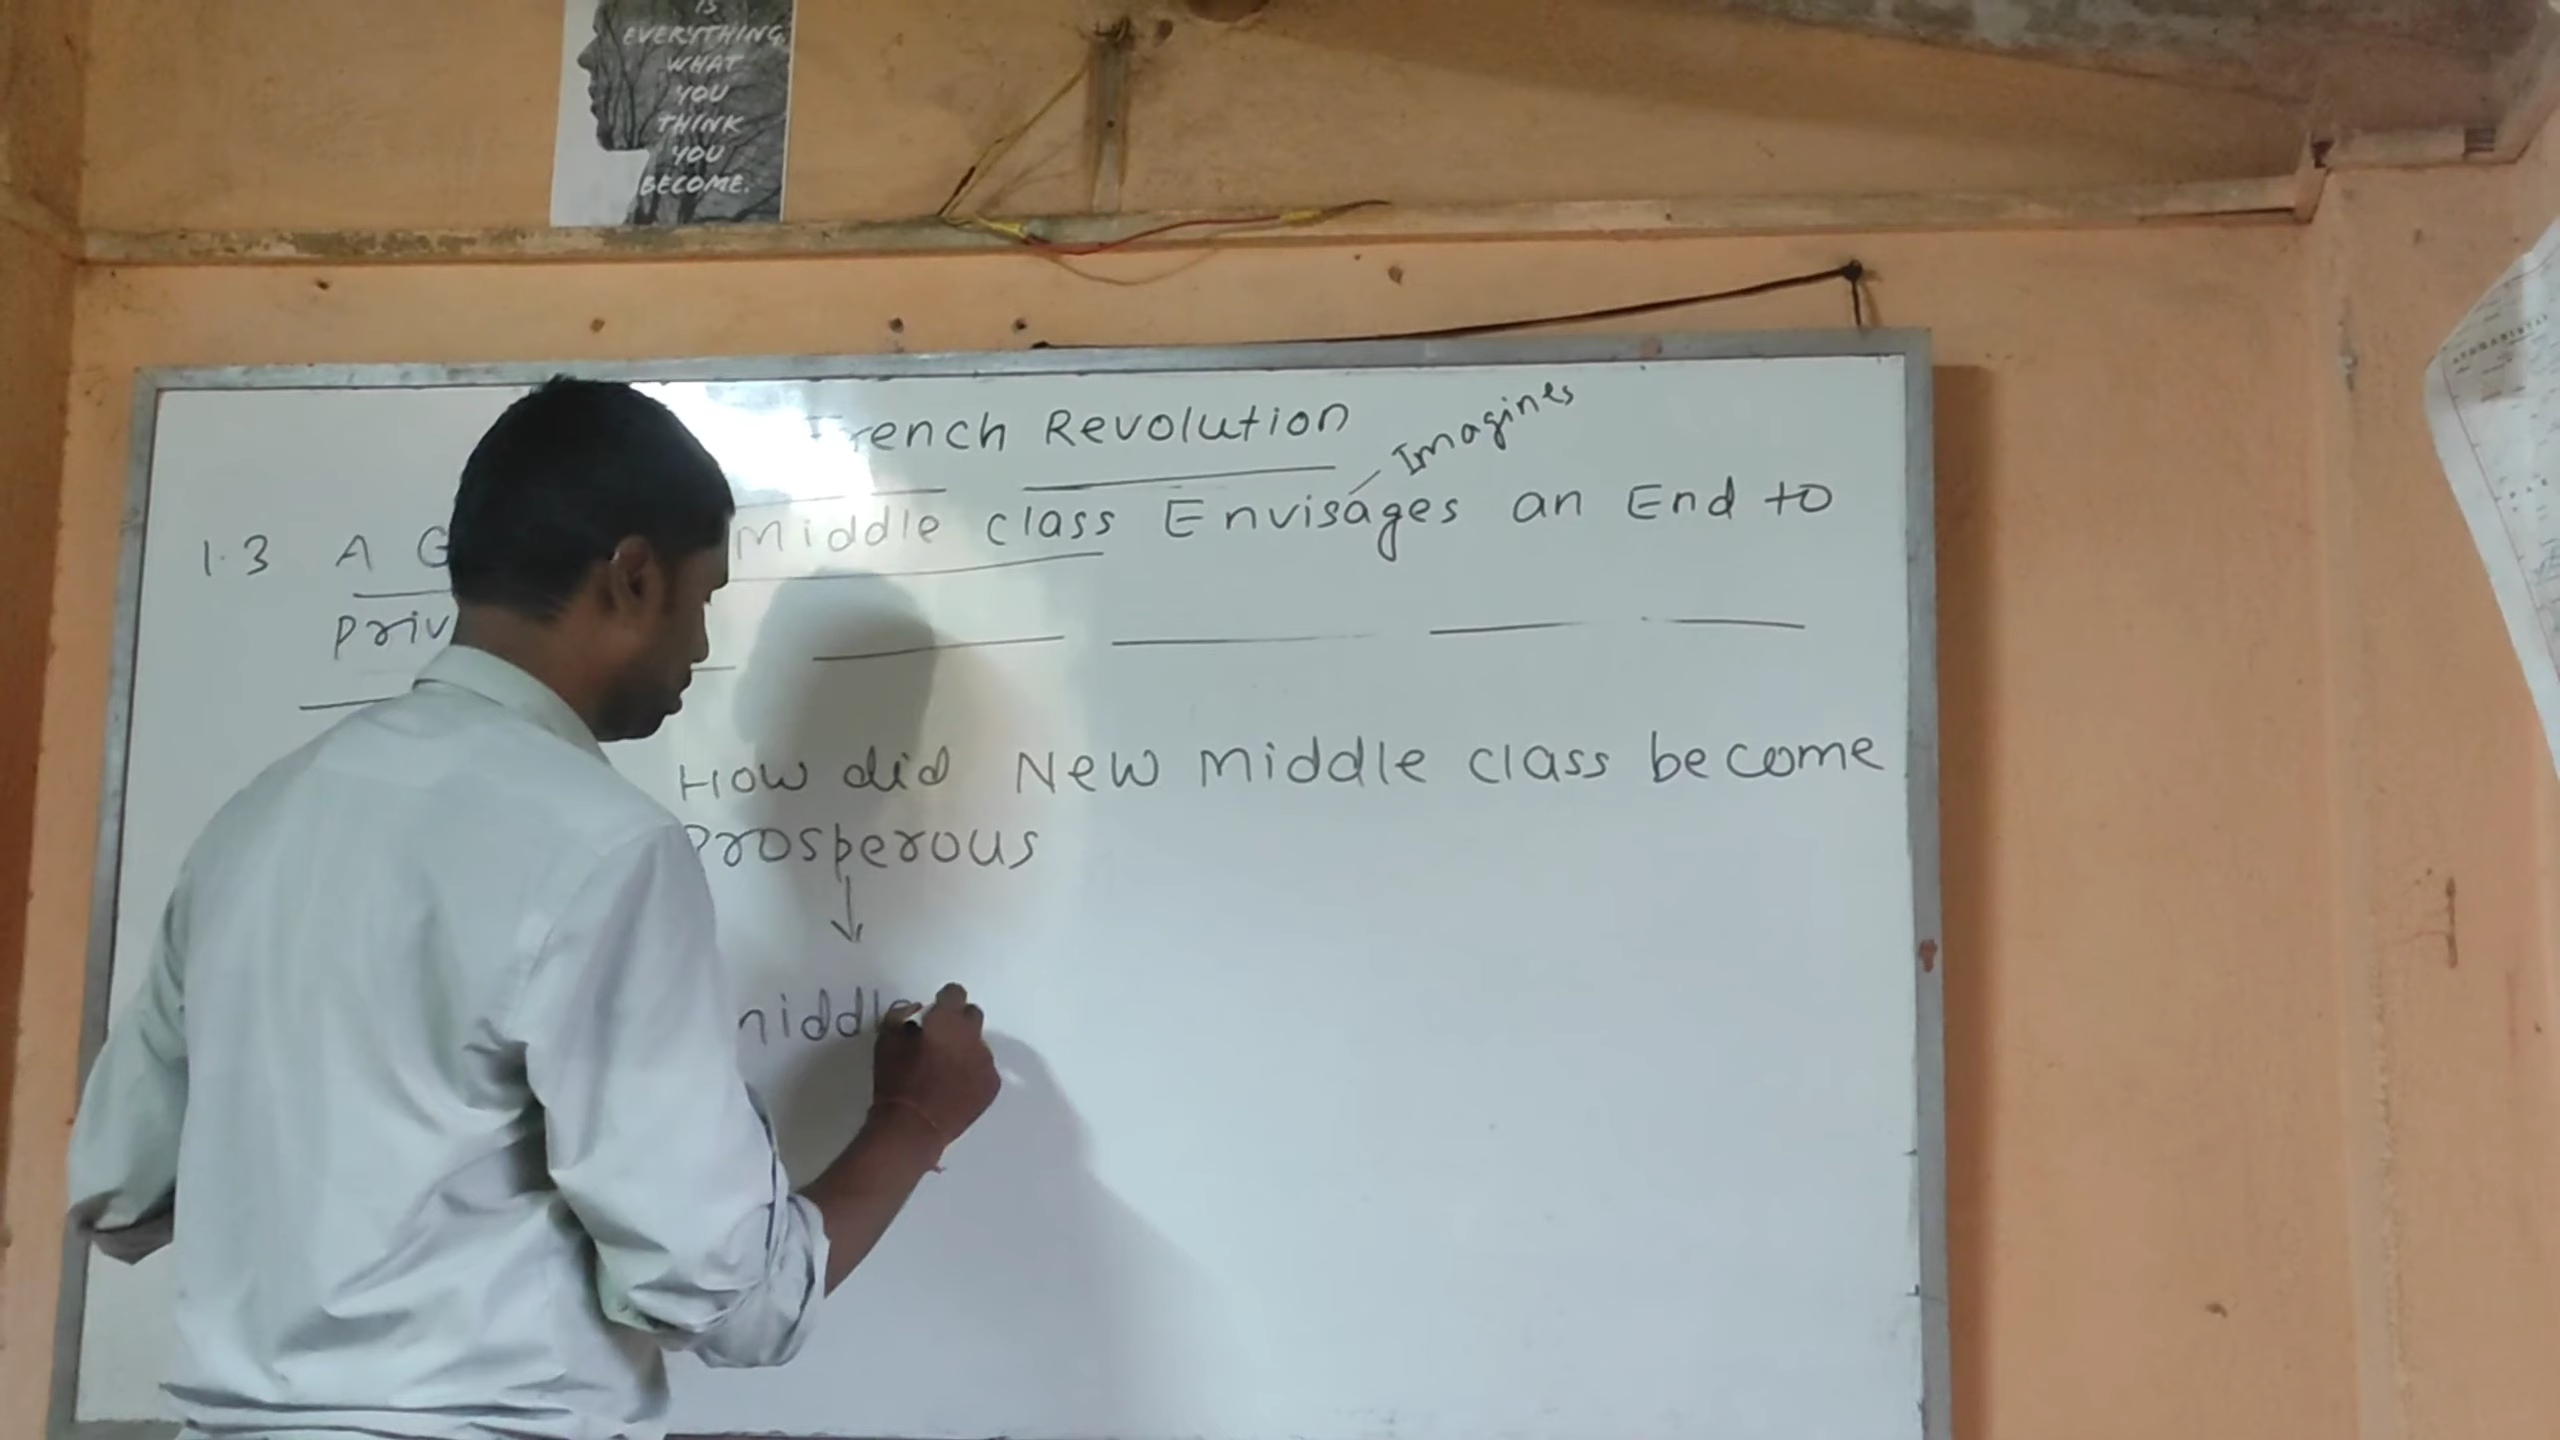 IS
EVERYTHING,
WHAT
YOU
THINK
YOU
BECOME.
French Revolution
Imagines
1.3 A Middle class Envisages an End to
How did New middle class become
Prosperous
↓
middle
AFGHANISTAN